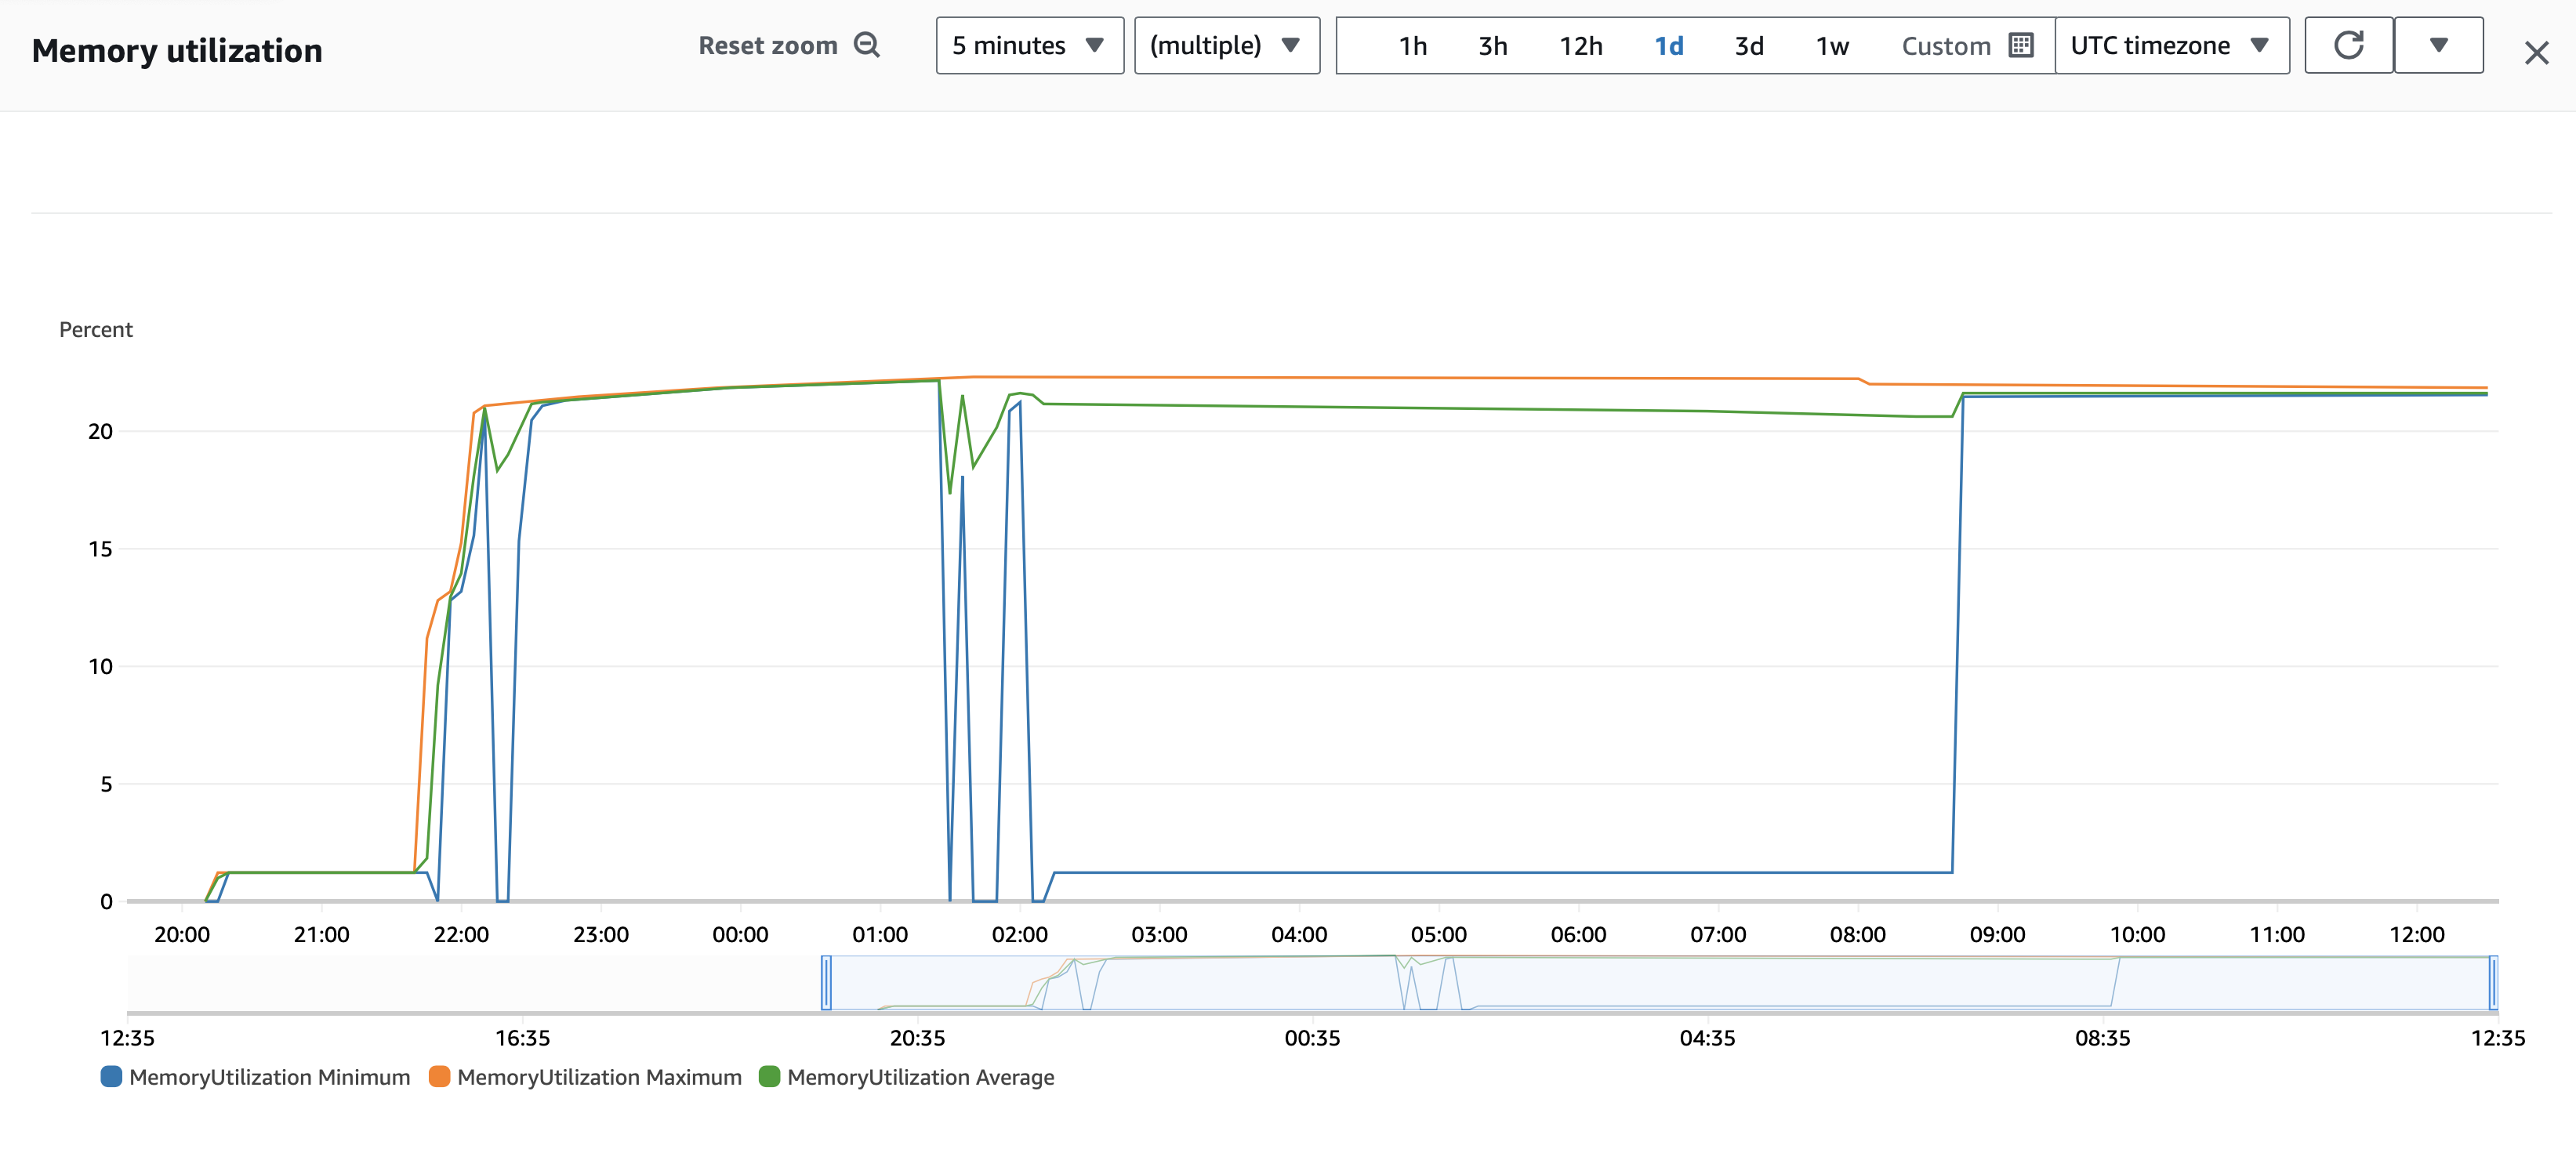 Memory utilization
Reset zoom
5 minutes
(multiple)
1h 3h 12h 1d 3d 1w Custom
UTC timezone
Percent
20
15
10
5
0
20:00 21:00 22:00 23:00 00:00 01:00 02:00 03:00 04:00 05:00 06:00 07:00 08:00 09:00 10:00 11:00 12:00
12:35 16:35 20:35 00:35 04:35 08:35 12:35
MemoryUtilization Minimum MemoryUtilization Maximum MemoryUtilization Average